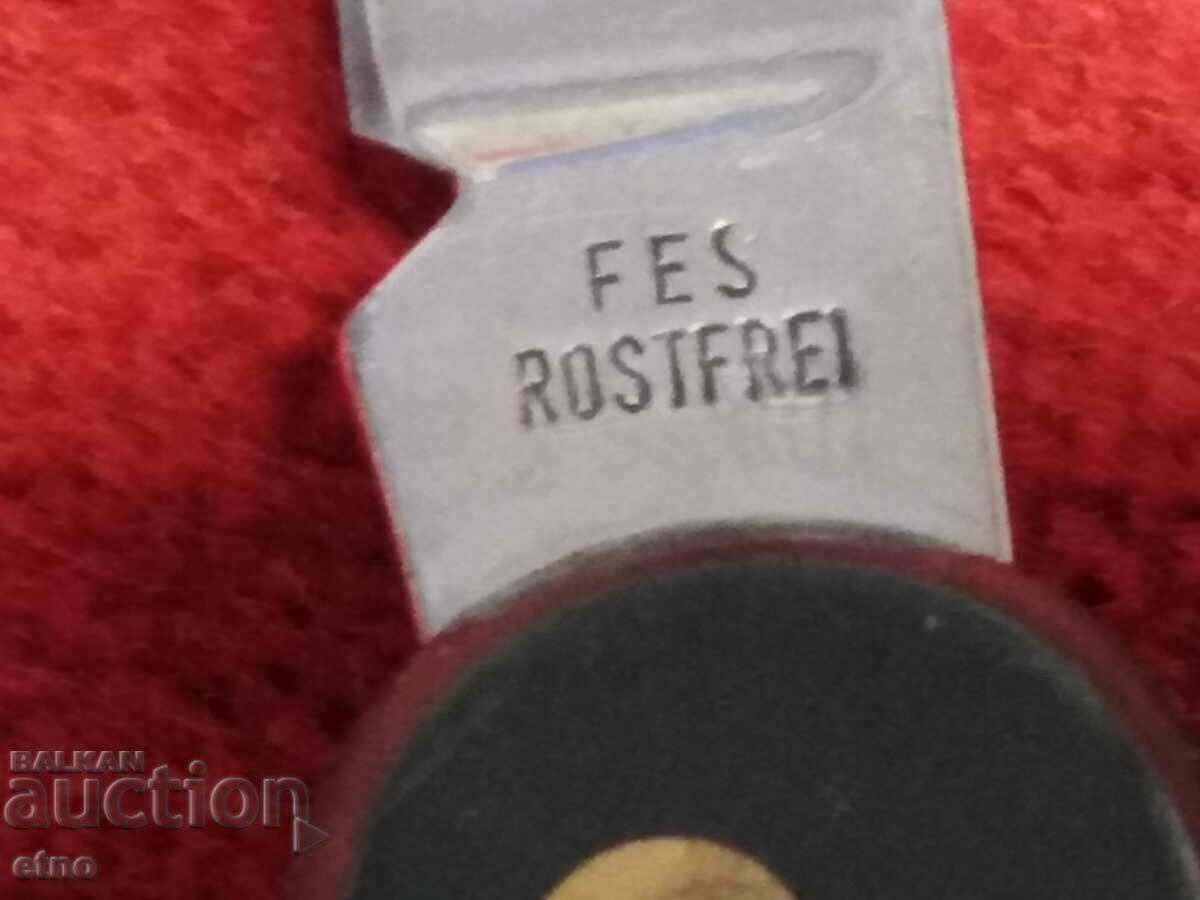 FES
ROSTFREI
BALKAN
auction
etno